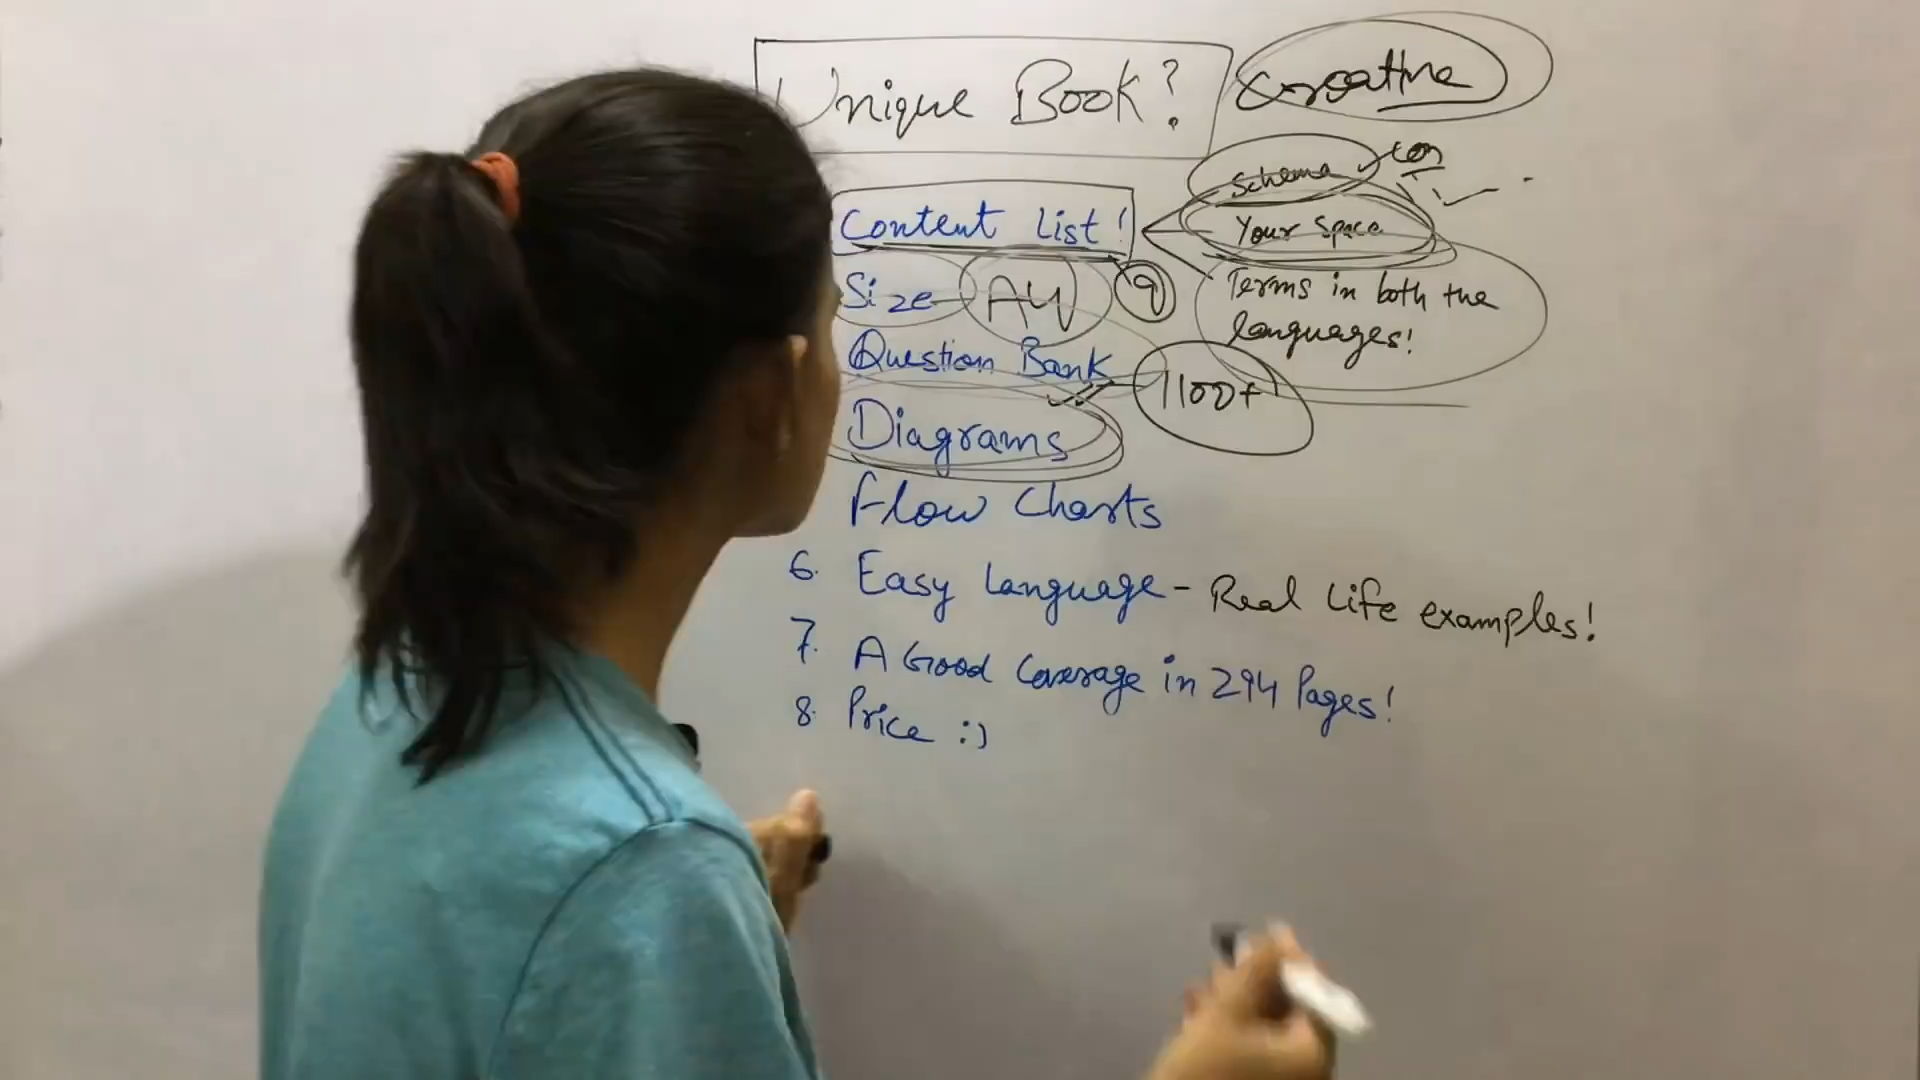 Unique Book?
Creative
Content List!
Schema
Your Space
Terms in both the
languages!
Size A4 9
Question Bank 1100+
Diagrams
Flow Charts
6. Easy Language - Real Life examples!
7. A Good Coverage in 294 Pages!
8. Price :)